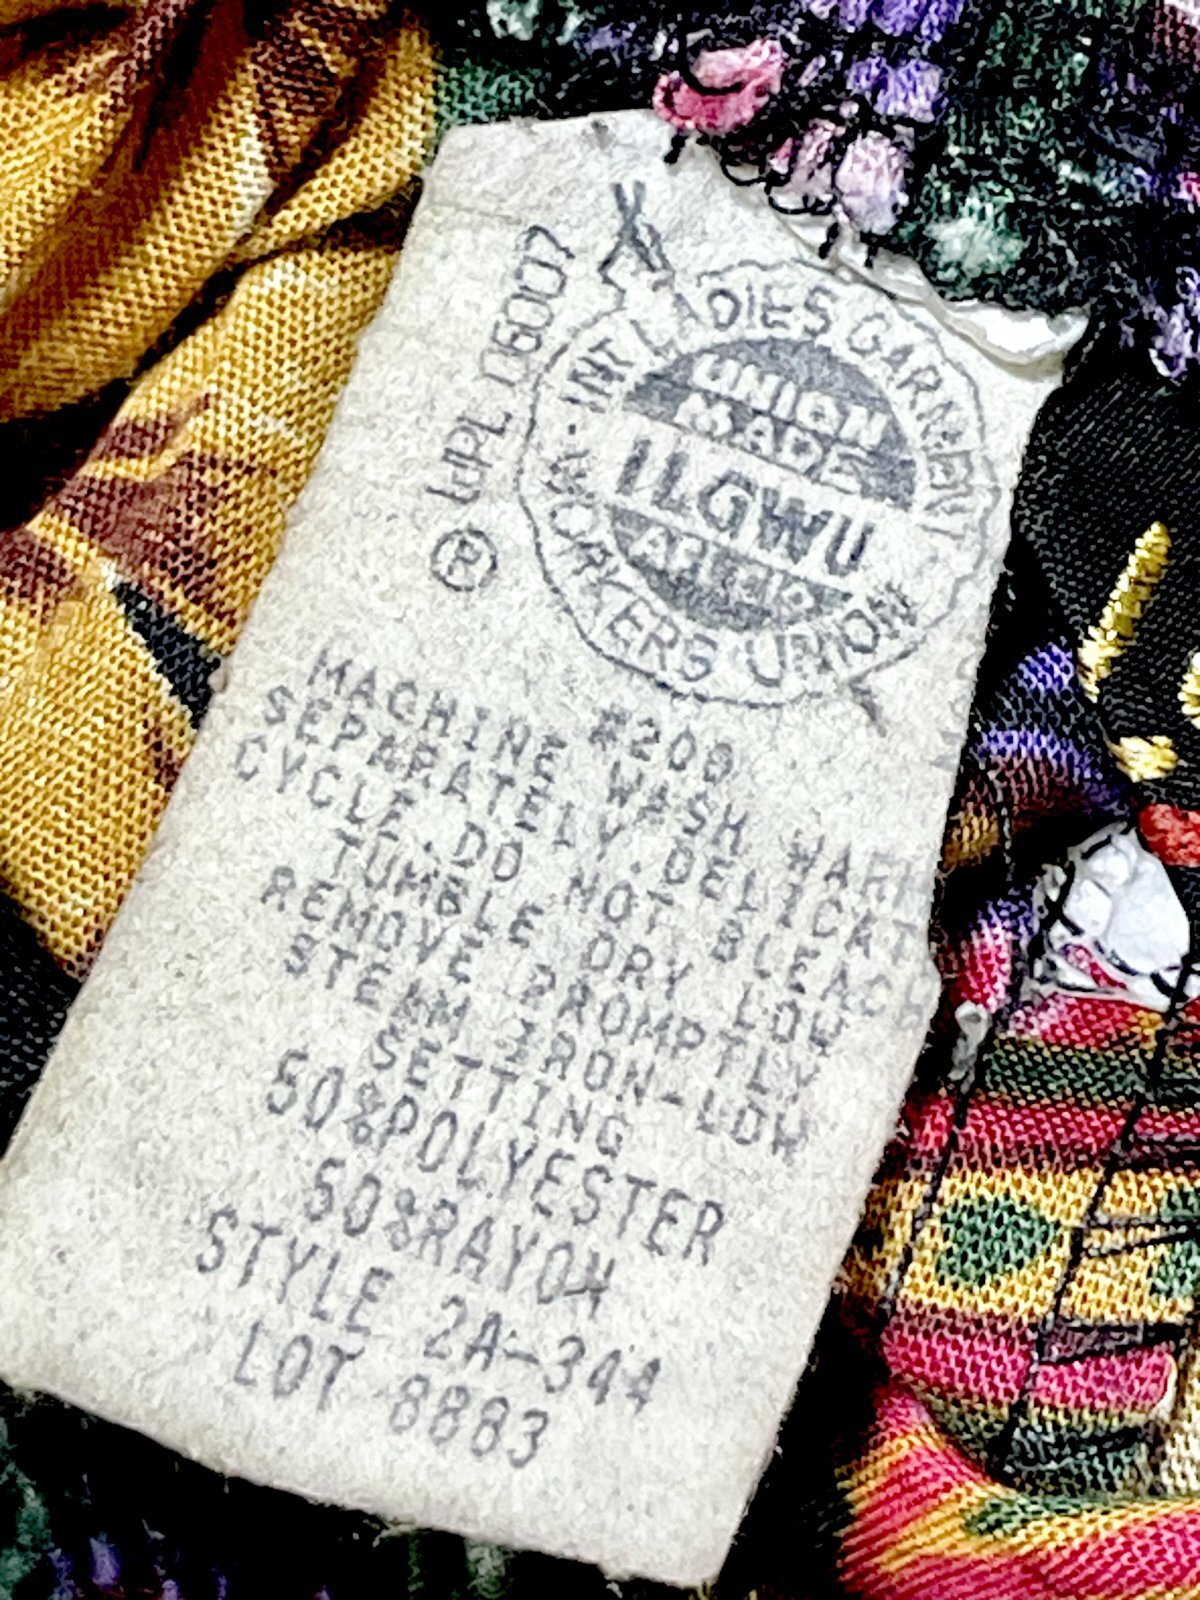 INT LADIES GARMENT
WORKERS UNION
UNION
MADE
ILGWU
AFL CIO
®
#200
MACHINE WASH WARM
SEPARATELY.DELICATE
CYCLE.DO NOT BLEACH
TUMBLE DRY LOW
REMOVE PROMPTLY
STEAM IRON-LOW
SETTING
50%POLYESTER
50%RAYON
STYLE 2A-344
LOT 8883